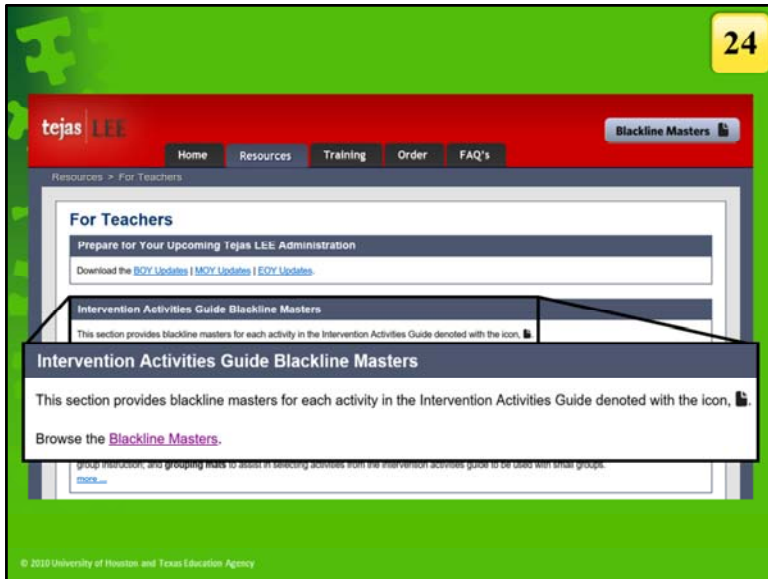 24
tejas LEE
Blackline Masters
Home Resources Training Order FAQ's
Resources > For Teachers
For Teachers
Prepare for Your Upcoming Tejas LEE Administration
Download the BOY Updates | MOY Updates | EOY Updates.
Intervention Activities Guide Blackline Masters
This section provides blackline masters for each activity in the Intervention Activities Guide denoted with the icon, .
Intervention Activities Guide Blackline Masters
This section provides blackline masters for each activity in the Intervention Activities Guide denoted with the icon, .
Browse the Blackline Masters.
group instruction; and grouping mats to assist in selecting activities from the intervention activities guide to be used with small groups.
more ...
© 2010 University of Houston and Texas Education Agency